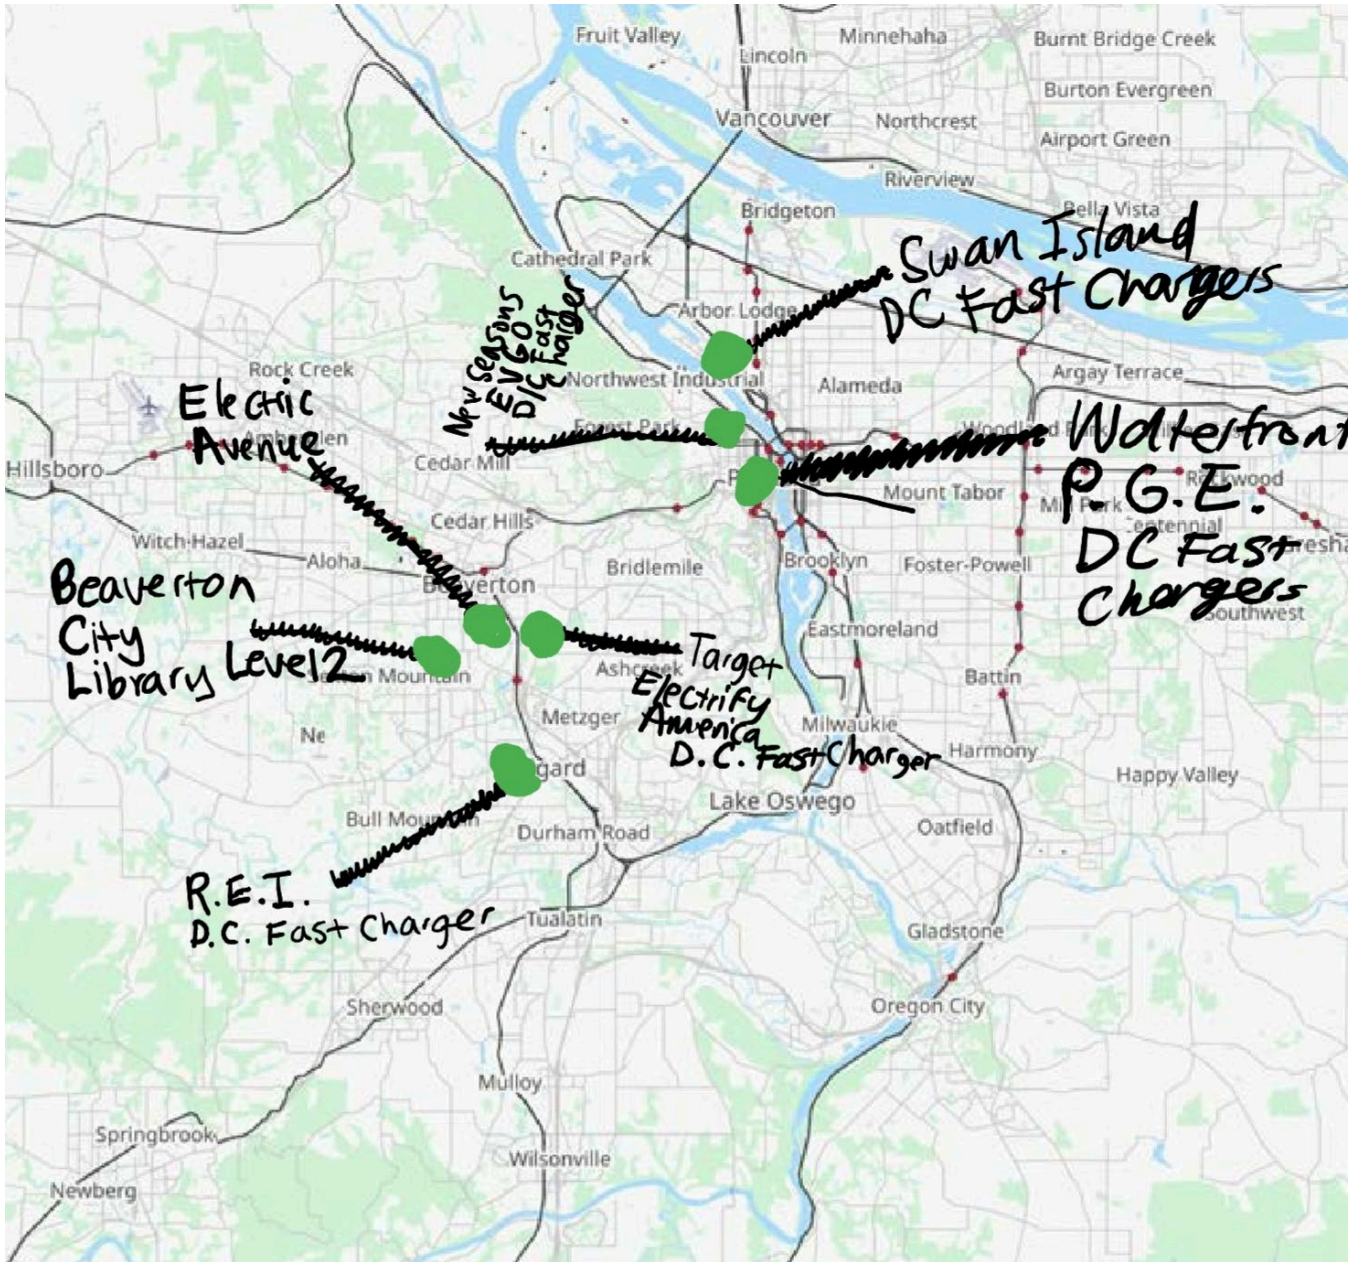 Fruit Valley
Minnehaha
Burnt Bridge Creek
Lincoln
Burton Evergreen
Vancouver
Northcrest
Airport Green
Riverview
Bridgeton
Bella Vista
Swan Island
DC Fast Chargers
Cathedral Park
Arbor Lodge
New Seasons
EVGO
D/C Fast
Charger
Northwest Industrial
Alameda
Argay Terrace
Rock Creek
Electric
Avenue
Forest Park
Cedar Mill
Hillsboro
Waterfront
P.G.E.
DC Fast
Chargers
Mount Tabor
Rockwood
Centennial
Cedar Hills
Witch-Hazel
Aloha
Beaverton
Bridlemile
Brooklyn
Foster-Powell
Southwest
Beaverton
City
Library Level 2
Eastmoreland
Ashcreek
Target
Electrify
America
D.C. Fast Charger
Battin
Metzger
Milwaukie
Harmony
Happy Valley
Ne
gard
Lake Oswego
Bull Mountain
Durham Road
Oatfield
R.E.I.
D.C. Fast Charger
Tualatin
Gladstone
Sherwood
Oregon City
Mulloy
Springbrook
Wilsonville
Newberg